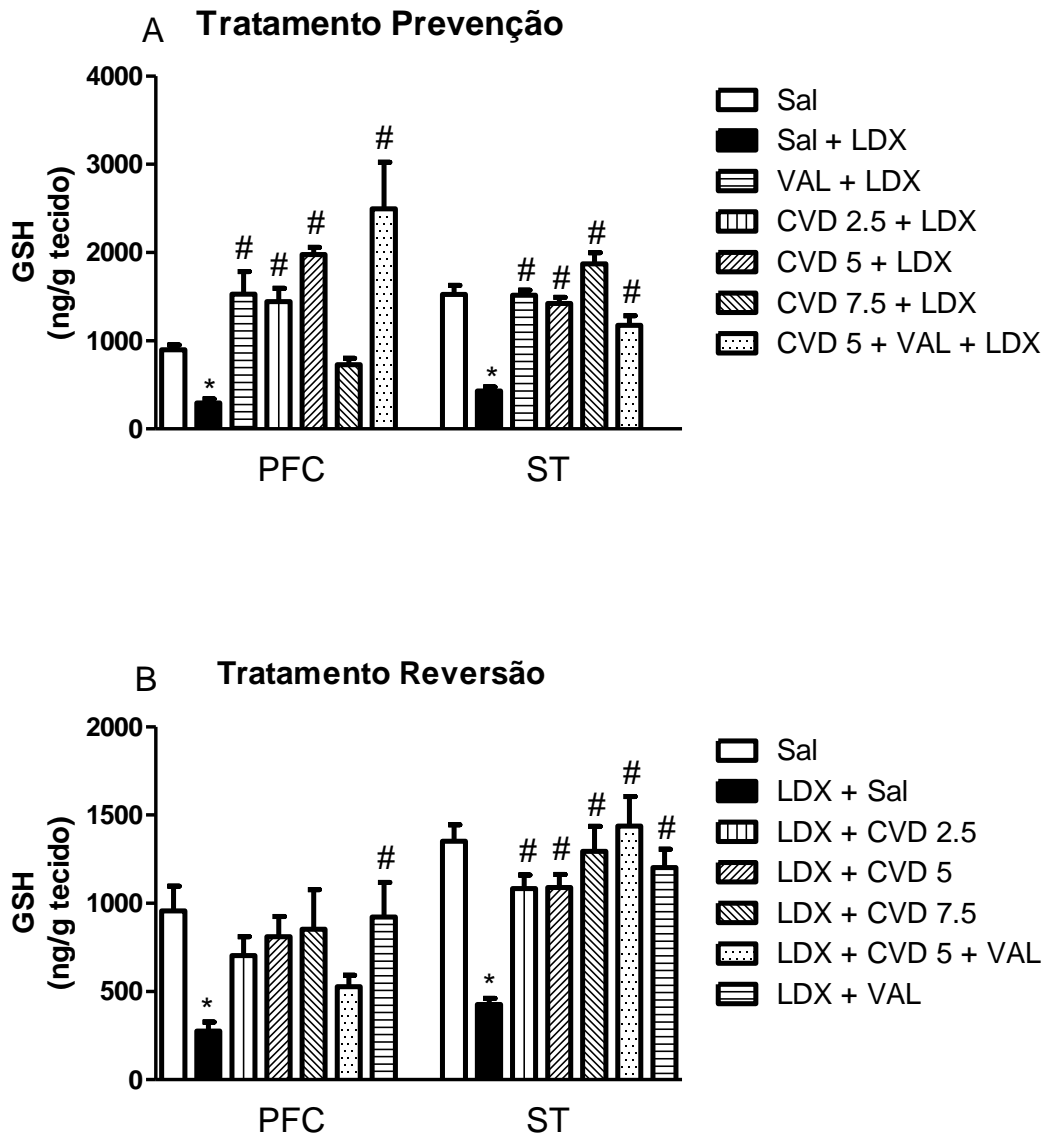 A Tratamento Prevenção
4000
3000
2000
1000
0
GSH
(ng/g tecido)
#
#
#
#
*
#
#
#
#
*
PFC
ST
Sal
Sal + LDX
VAL + LDX
CVD 2.5 + LDX
CVD 5 + LDX
CVD 7.5 + LDX
CVD 5 + VAL + LDX
B Tratamento Reversão
2000
1500
1000
500
0
GSH
(ng/g tecido)
*
#
*
#
#
#
#
#
PFC
ST
Sal
LDX + Sal
LDX + CVD 2.5
LDX + CVD 5
LDX + CVD 7.5
LDX + CVD 5 + VAL
LDX + VAL